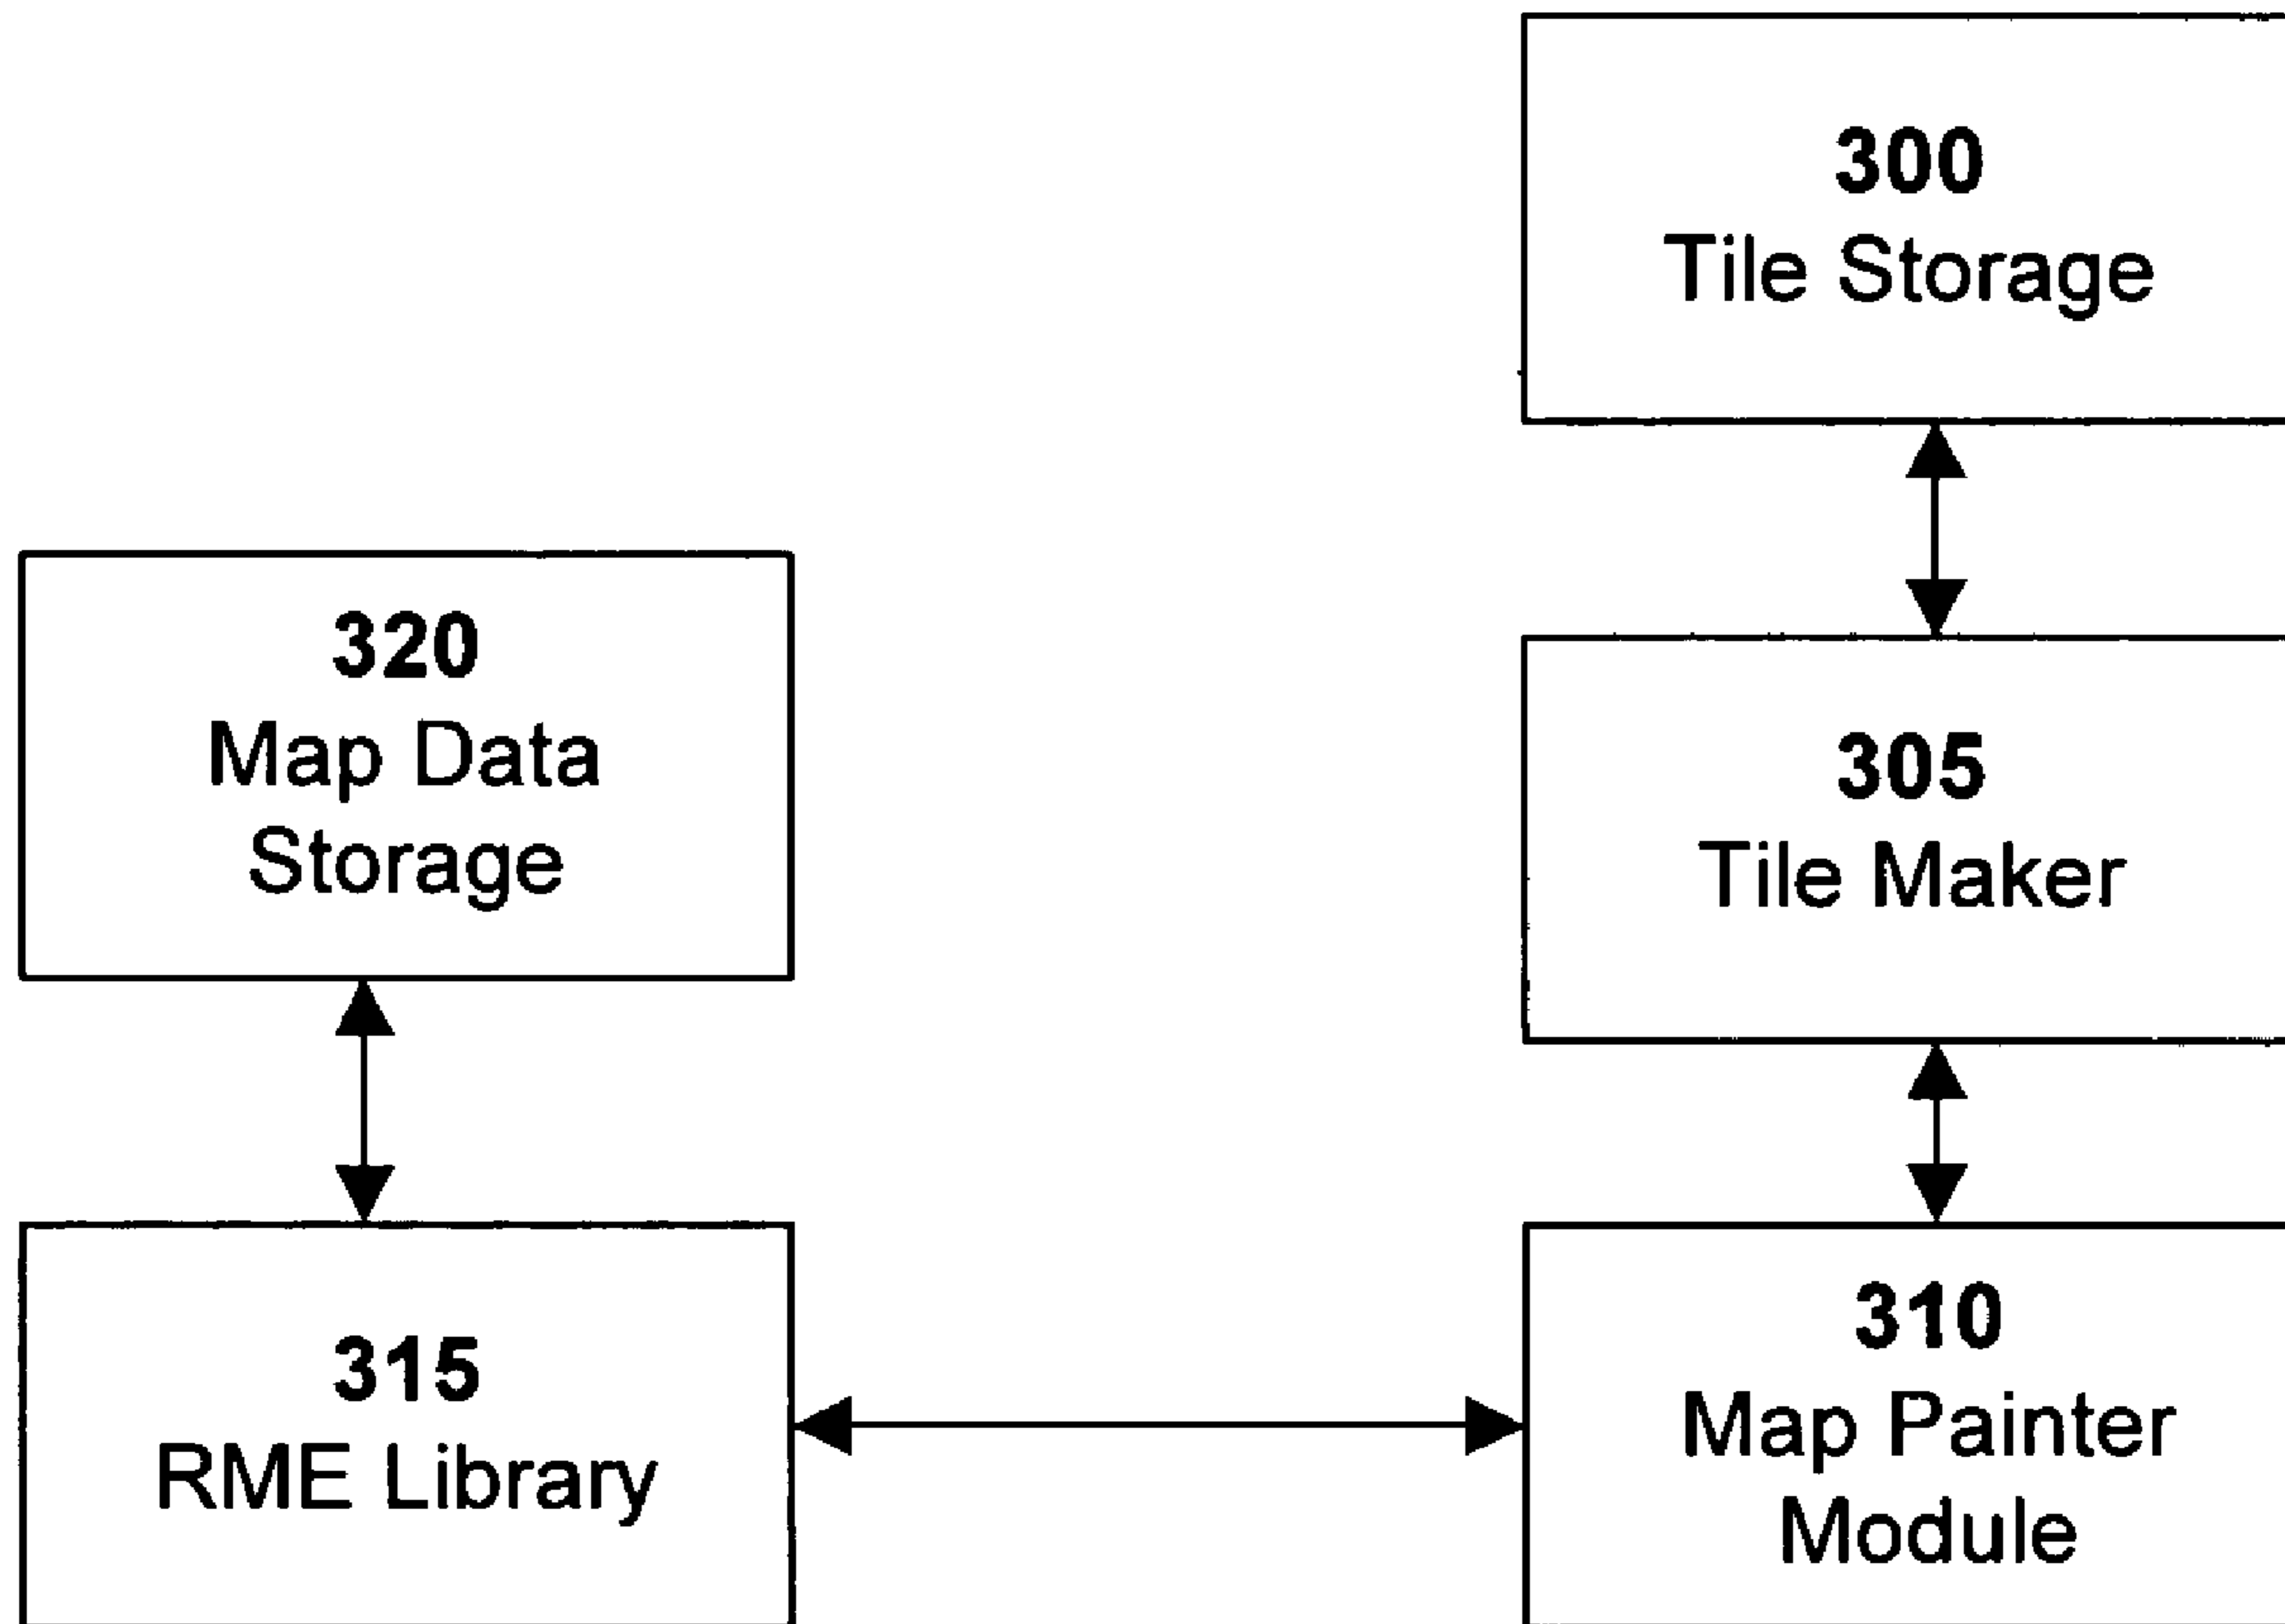 300
Tile Storage
320
Map Data
Storage
305
Tile Maker
315
RME Library
310
Map Painter
Module